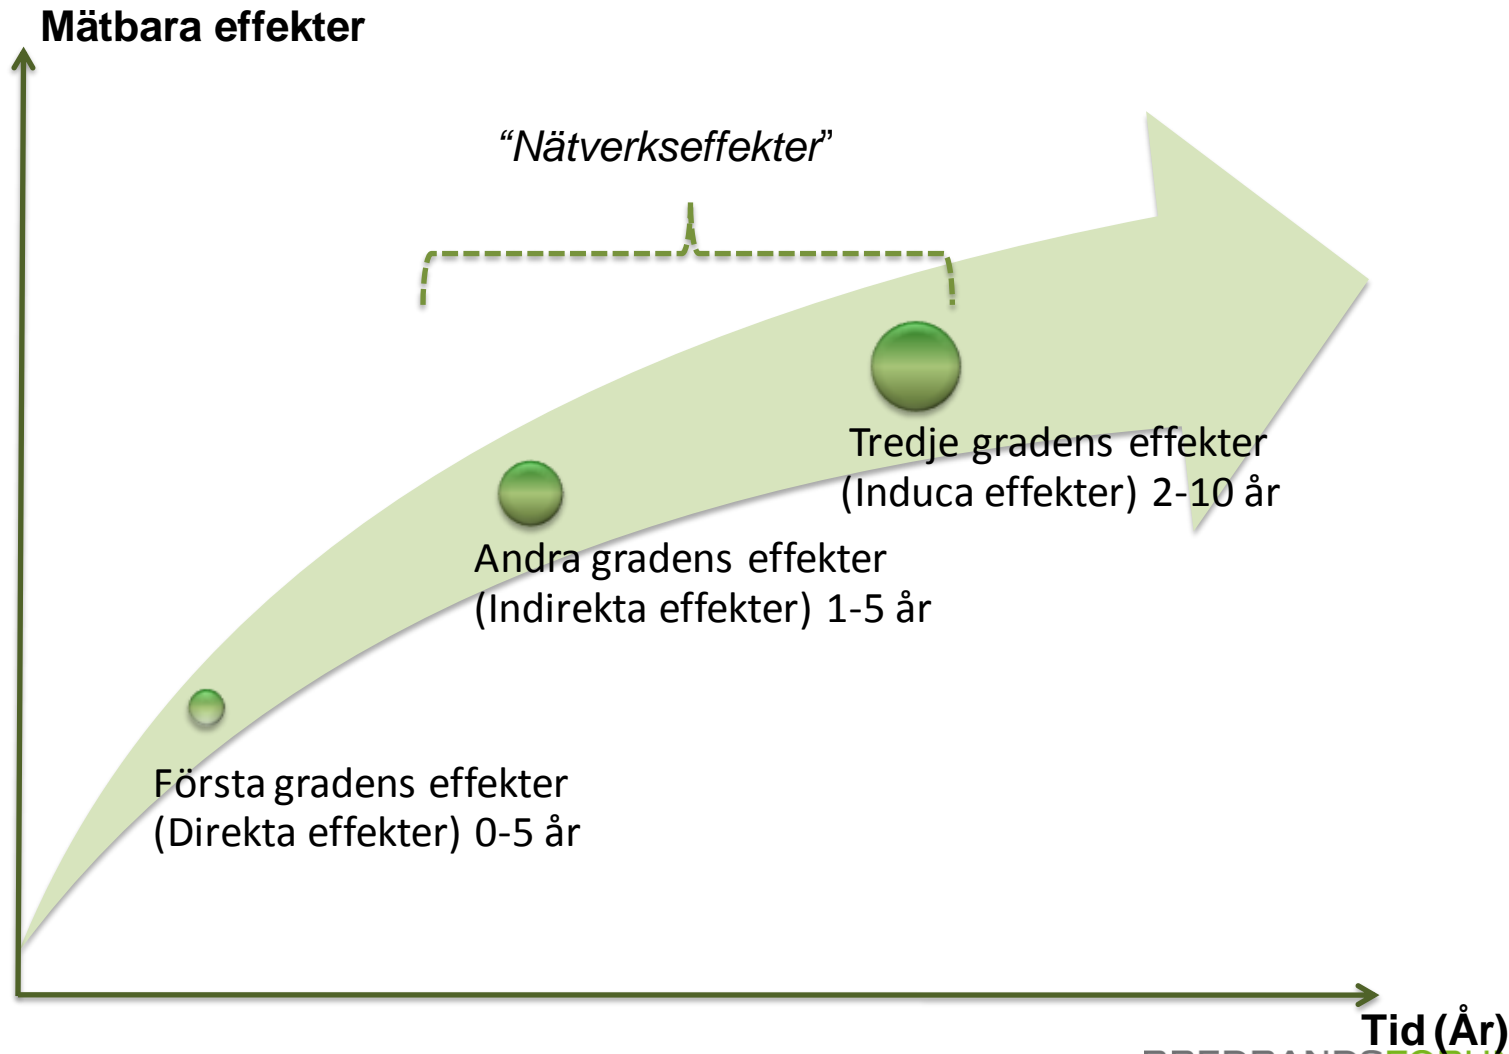 Mätbara effekter
“Nätverkseffekter”
Tredje gradens effekter
(Induca effekter) 2-10 år
Andra gradens effekter
(Indirekta effekter) 1-5 år
Första gradens effekter
(Direkta effekter) 0-5 år
Tid (År)